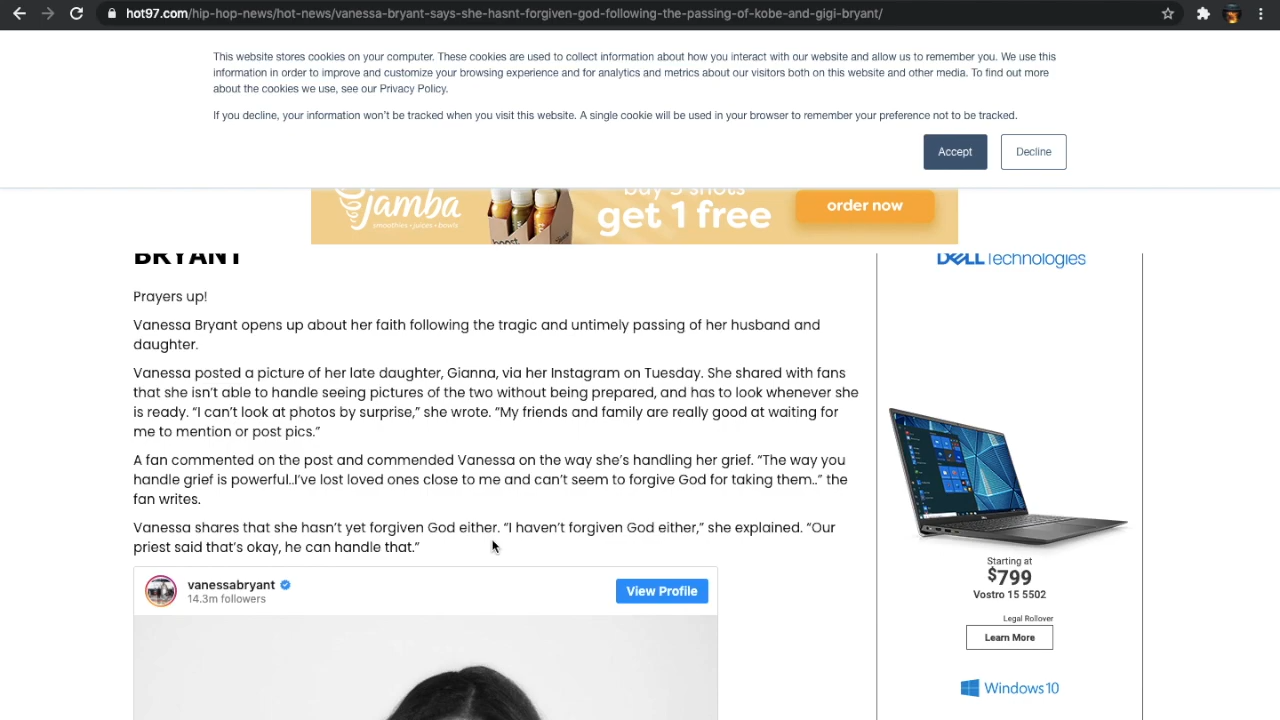 hot97.com/hip-hop-news/hot-news/vanessa-bryant-says-she-hasnt-forgiven-god-following-the-passing-of-kobe-and-gigi-bryant/
This website stores cookies on your computer. These cookies are used to collect information about how you interact with our website and allow us to remember you. We use this
information in order to improve and customize your browsing experience and for analytics and metrics about our visitors both on this website and other media. To find out more
about the cookies we use, see our Privacy Policy.
If you decline, your information won't be tracked when you visit this website. A single cookie will be used in your browser to remember your preference not to be tracked.
Accept
Decline
jamba
smoothies • juices • bowls
boost
buy 5 shots
get 1 free
order now
BRYANT
Prayers up!
Vanessa Bryant opens up about her faith following the tragic and untimely passing of her husband and
daughter.
Vanessa posted a picture of her late daughter, Gianna, via her Instagram on Tuesday. She shared with fans
that she isn't able to handle seeing pictures of the two without being prepared, and has to look whenever she
is ready. “I can't look at photos by surprise,” she wrote. “My friends and family are really good at waiting for
me to mention or post pics.”
A fan commented on the post and commended Vanessa on the way she's handling her grief. “The way you
handle grief is powerful..I've lost loved ones close to me and can't seem to forgive God for taking them..” the
fan writes.
Vanessa shares that she hasn't yet forgiven God either. “I haven't forgiven God either,” she explained. “Our
priest said that's okay, he can handle that.”
vanessabryant
14.3m followers
View Profile
DELL Technologies
Starting at
$799
Vostro 15 5502
Legal Rollover
Learn More
Windows 10